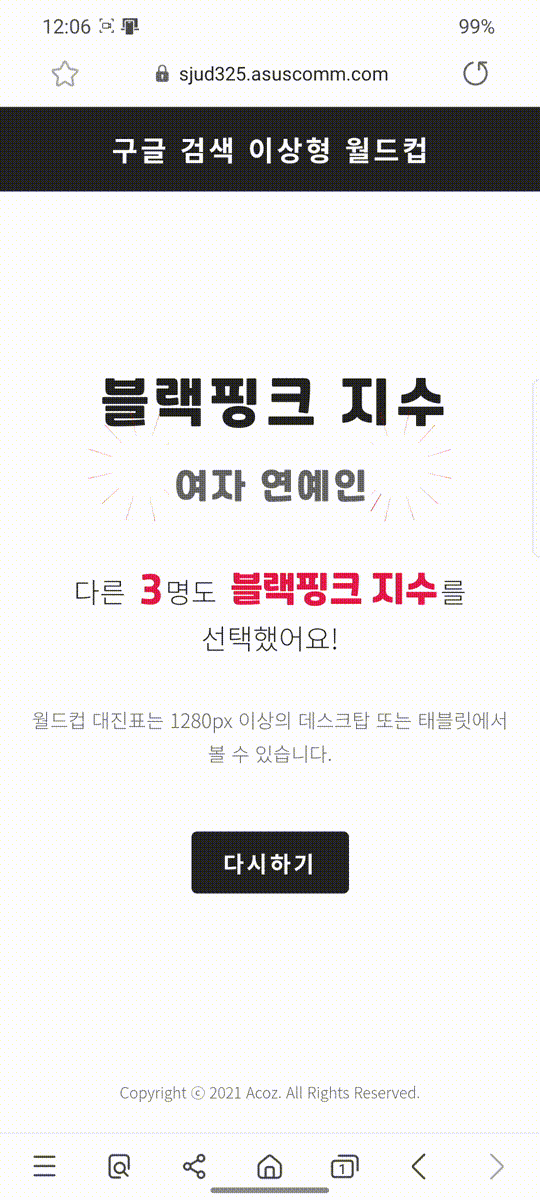 12:06
99%
sjud325.asuscomm.com
구글 검색 이상형 월드컵
블랙핑크 지수
여자 연예인
다른 3명도 블랙핑크 지수를
선택했어요!
월드컵 대진표는 1280px 이상의 데스크탑 또는 태블릿에서
볼 수 있습니다.
다시하기
Copyright ⓒ 2021 Acoz. All Rights Reserved.
1